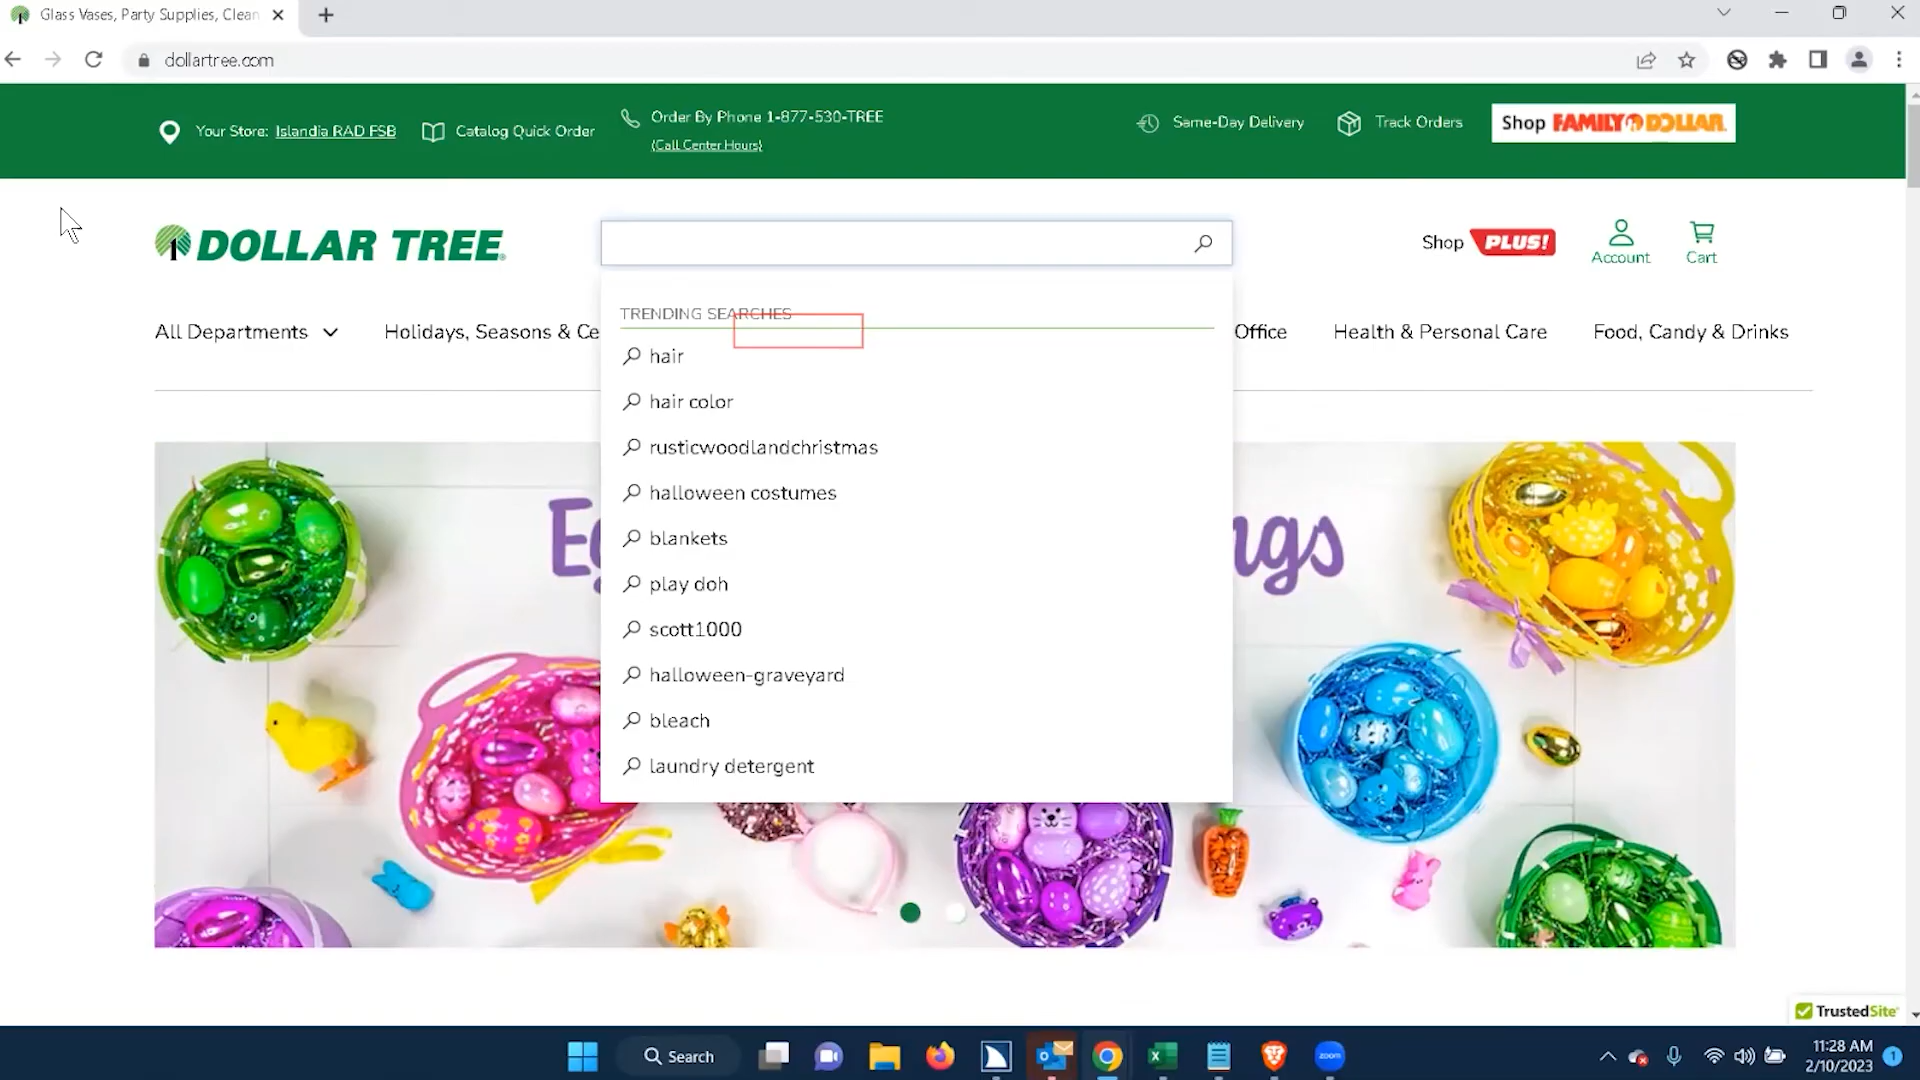 Glass Vases, Party Supplies, Clean
dollartree.com
Your Store: Islandia RAD FSB
Catalog Quick Order
Order By Phone 1-877-530-TREE
(Call Center Hours)
Same-Day Delivery
Track Orders
Shop FAMILY DOLLAR
DOLLAR TREE
Shop PLUS!
Account
Cart
All Departments
Holidays, Seasons & Ce
Office
Health & Personal Care
Food, Candy & Drinks
TRENDING SEARCHES
hair
hair color
rusticwoodlandchristmas
halloween costumes
blankets
play doh
scott1000
halloween-graveyard
bleach
laundry detergent
ngs
TrustedSite
Search
zoom
11:28 AM
2/10/2023
1